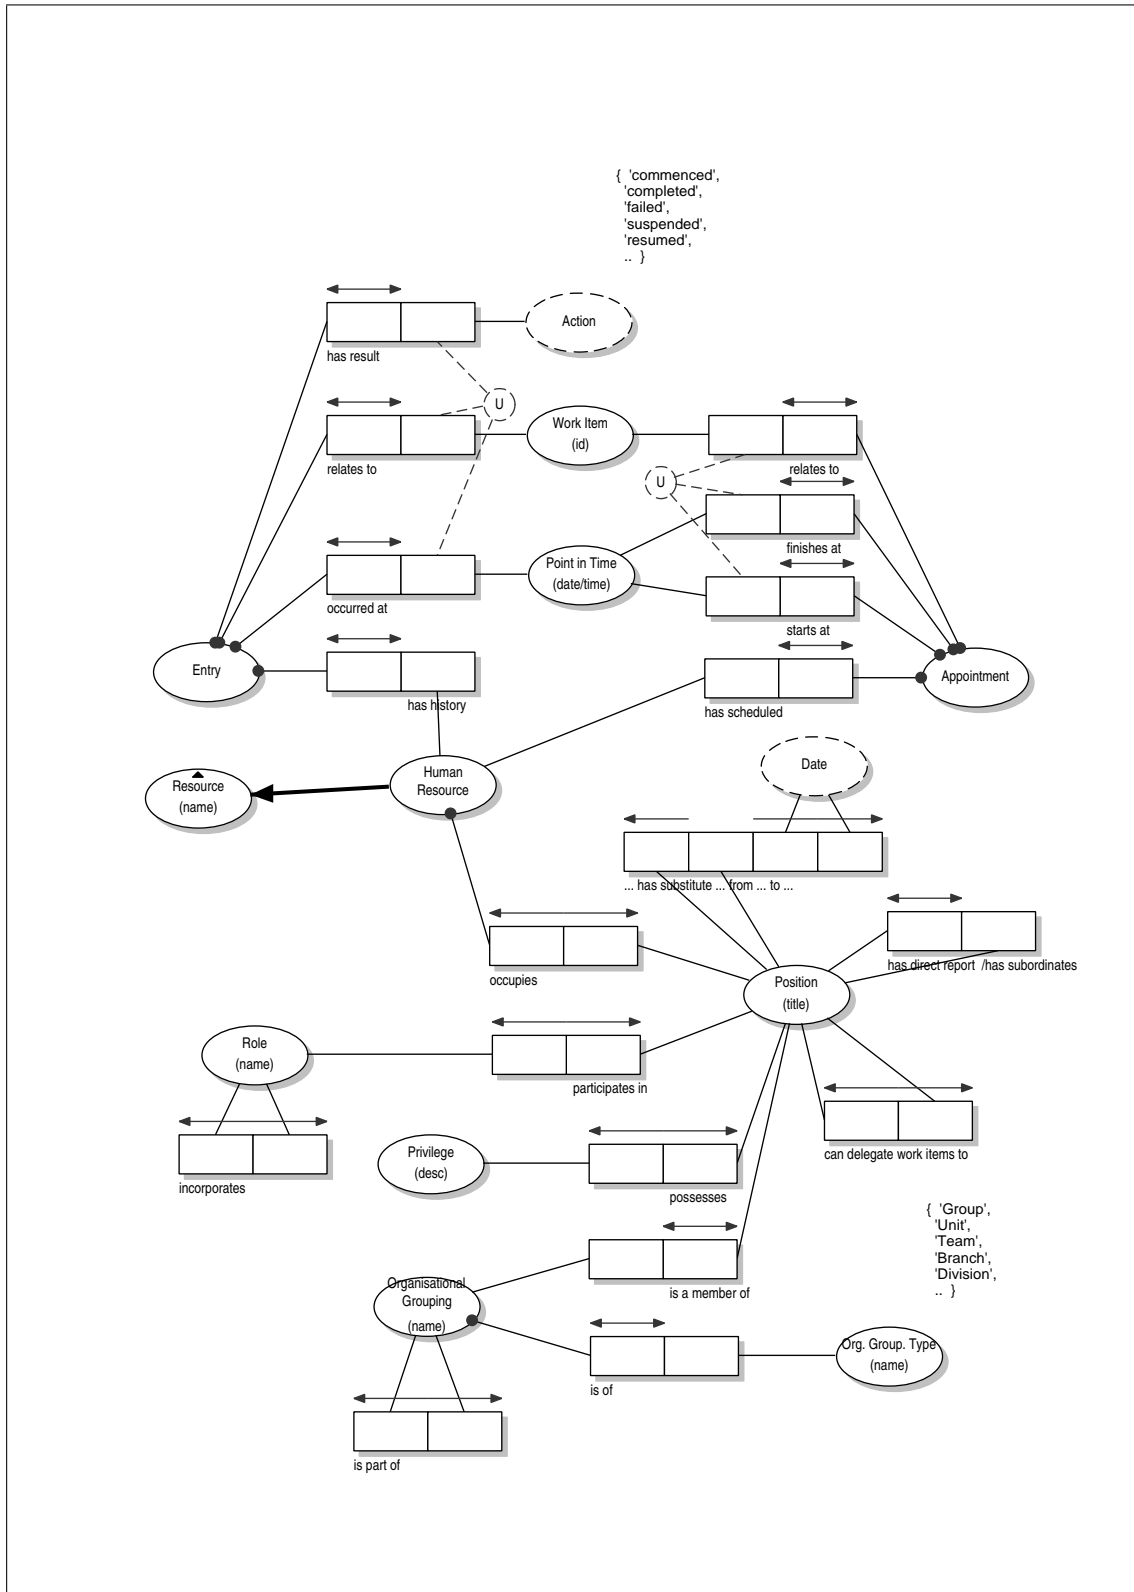 { 'commenced',
'completed',
'failed',
'suspended',
'resumed',
.. }
Action
has result
U
Work Item
(id)
relates to
relates to
U
finishes at
Point in Time
(date/time)
occurred at
starts at
Entry
Appointment
has history
has scheduled
Date
Human
Resource
Resource
(name)
... has substitute ... from ... to ...
has direct report /has subordinates
occupies
Position
(title)
Role
(name)
participates in
can delegate work items to
Privilege
(desc)
incorporates
possesses
{ 'Group',
'Unit',
'Team',
'Branch',
'Division',
.. }
is a member of
Organisational
Grouping
(name)
Org. Group. Type
(name)
is of
is part of